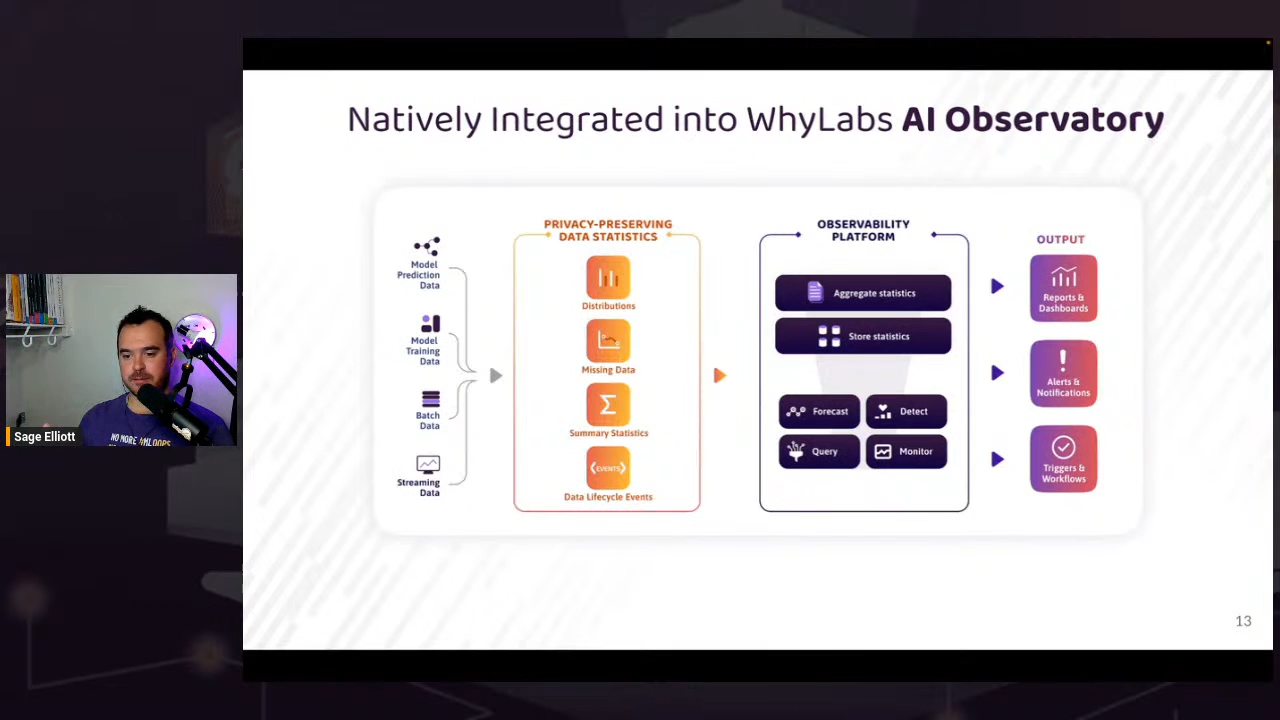 Natively Integrated into WhyLabs AI Observatory
Model
Prediction
Data
Model
Training
Data
Batch
Data
Streaming
Data
PRIVACY-PRESERVING
DATA STATISTICS
Distributions
Missing Data
Summary Statistics
<EVENTS>
Data Lifecycle Events
OBSERVABILITY
PLATFORM
Aggregate statistics
Store statistics
Forecast
Detect
Query
Monitor
OUTPUT
Reports &
Dashboards
Alerts &
Notifications
Triggers &
Workflows
13
Sage Elliott